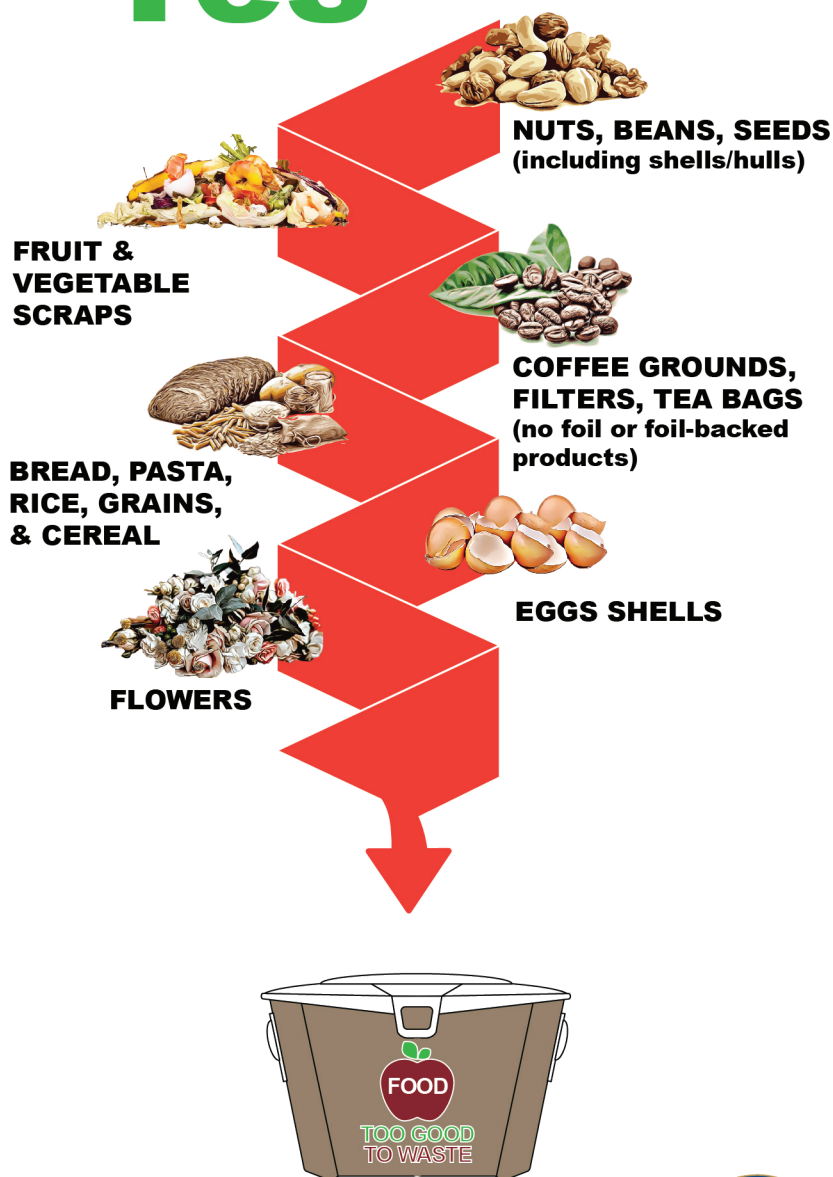 Yes
NUTS, BEANS, SEEDS
(including shells/hulls)
FRUIT &
VEGETABLE
SCRAPS
COFFEE GROUNDS,
FILTERS, TEA BAGS
(no foil or foil-backed
products)
BREAD, PASTA,
RICE, GRAINS,
& CEREAL
EGGS SHELLS
FLOWERS
FOOD
TOO GOOD
TO WASTE